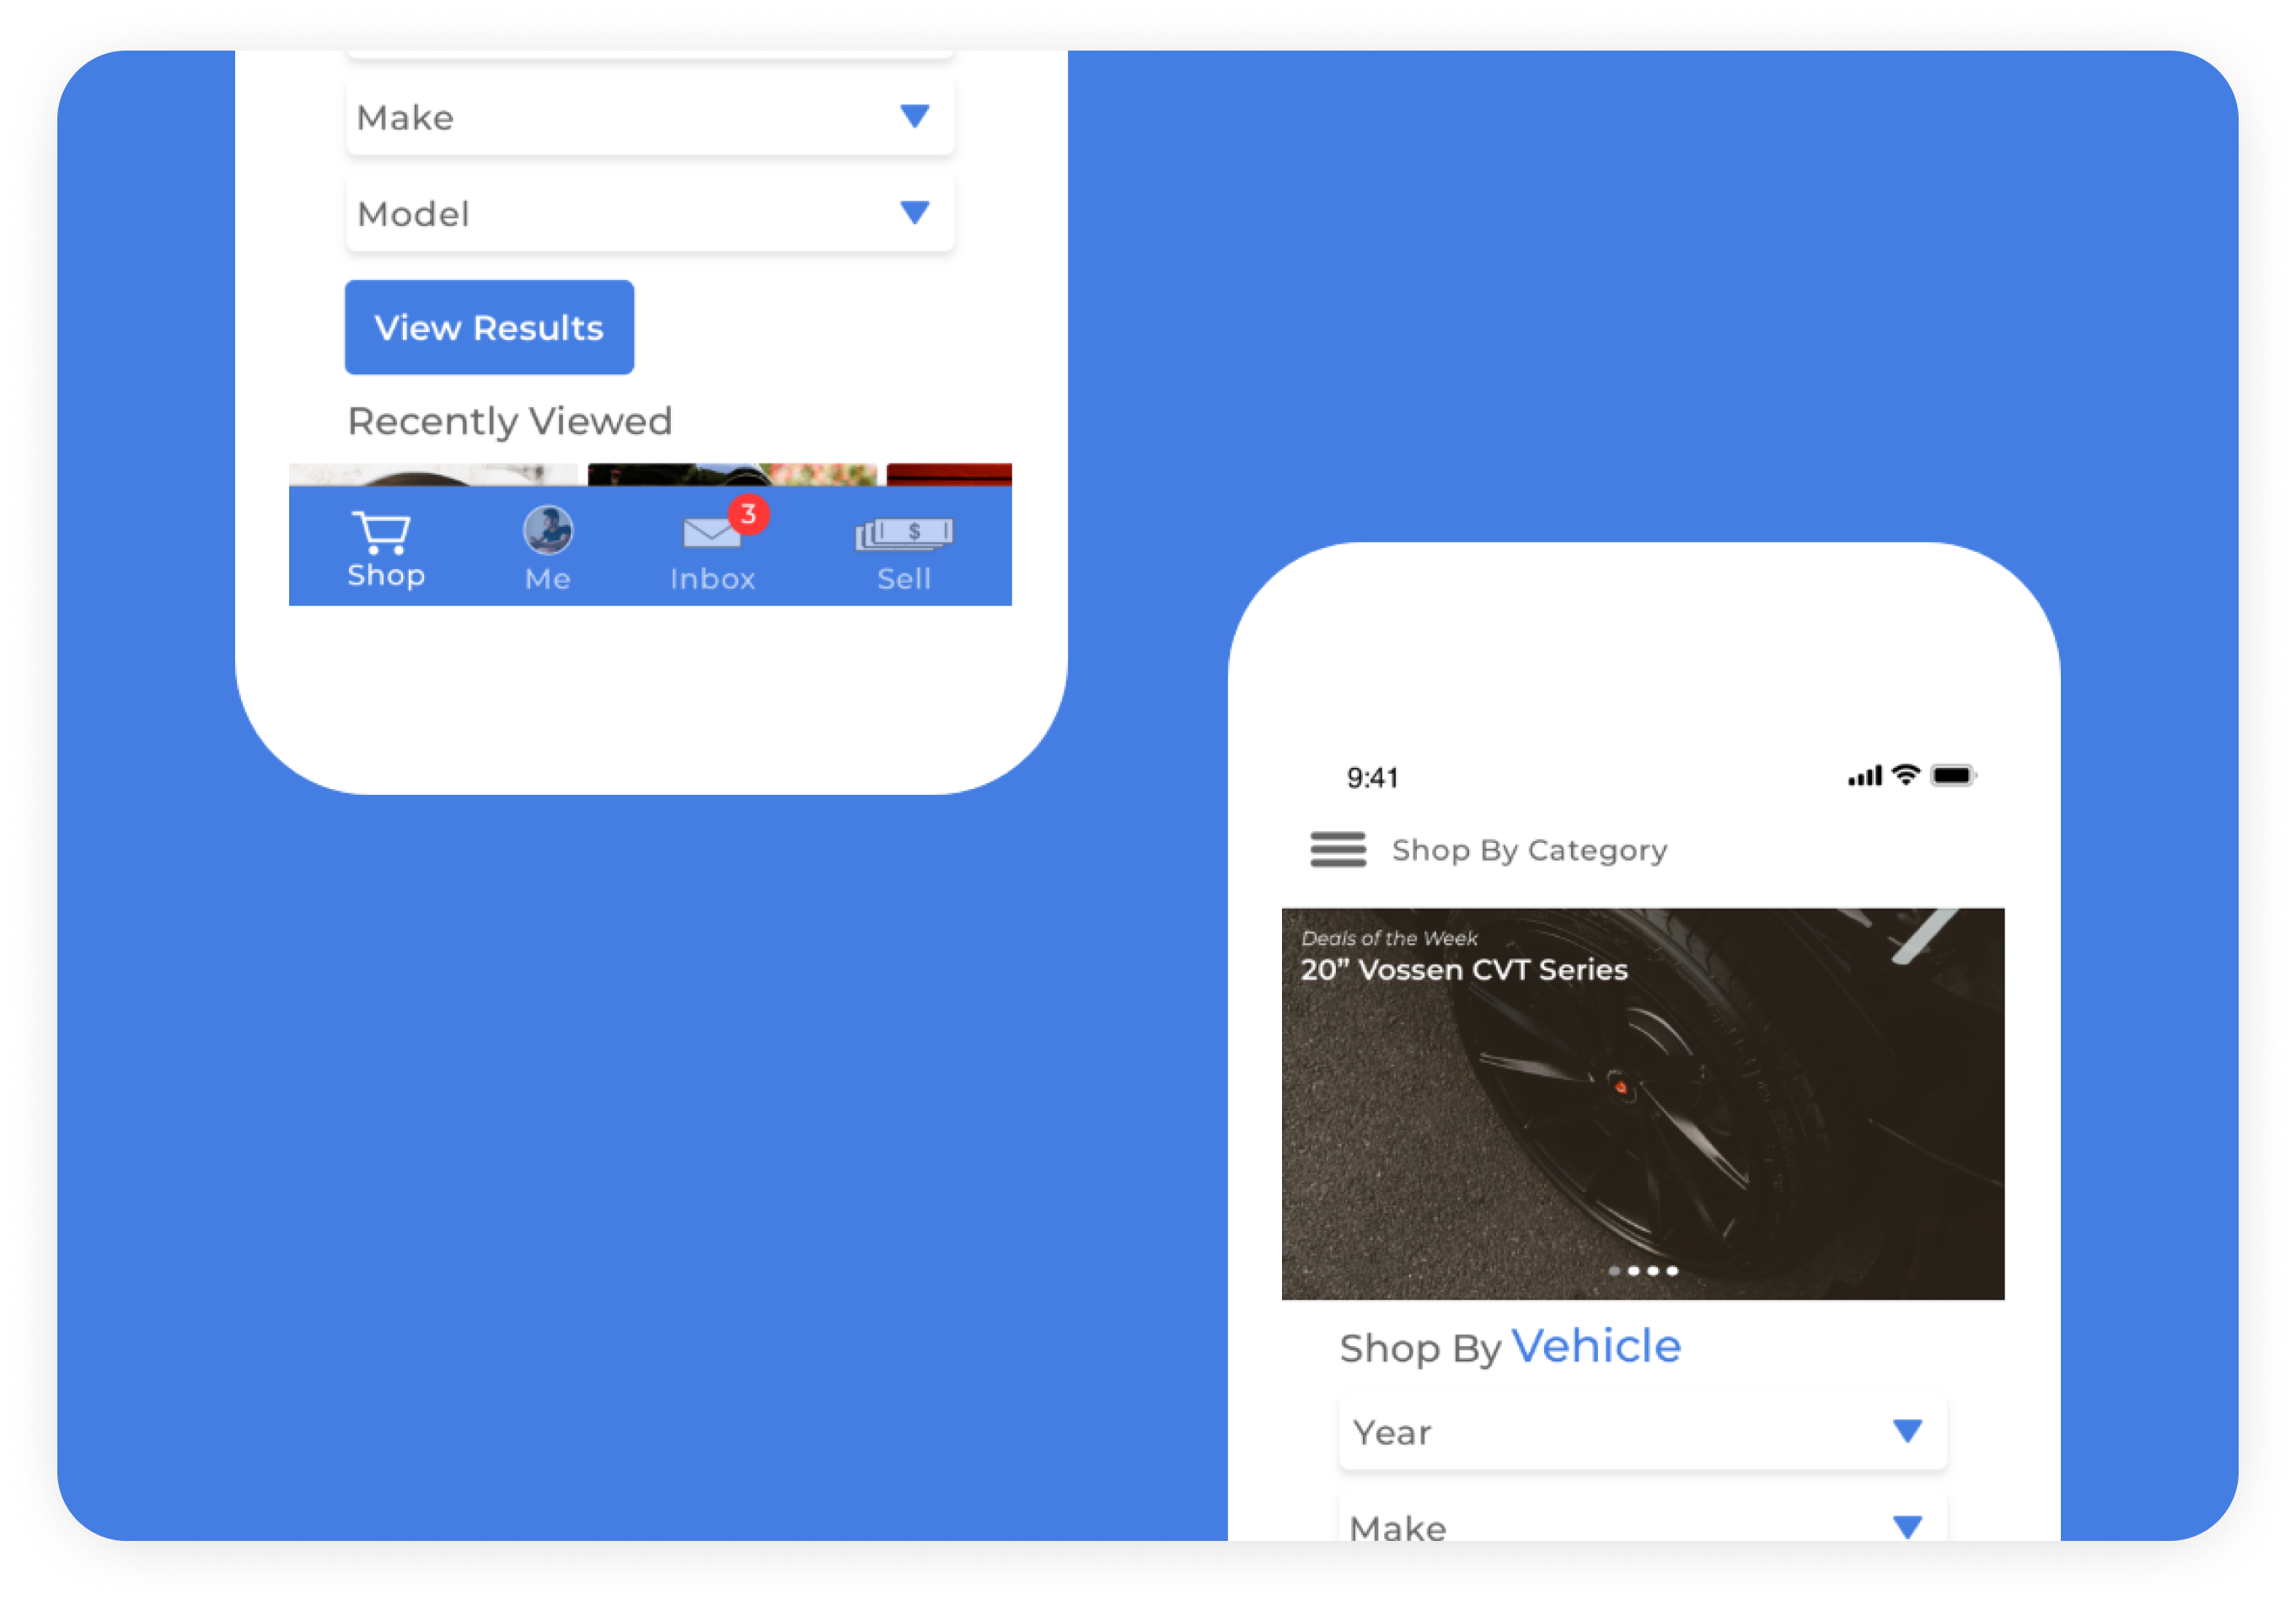 Make
Model
View Results
Recently Viewed
3
$
Shop Me Inbox Sell
9:41
Shop By Category
Deals of the Week
20” Vossen CVT Series
Shop By Vehicle
Year
Make